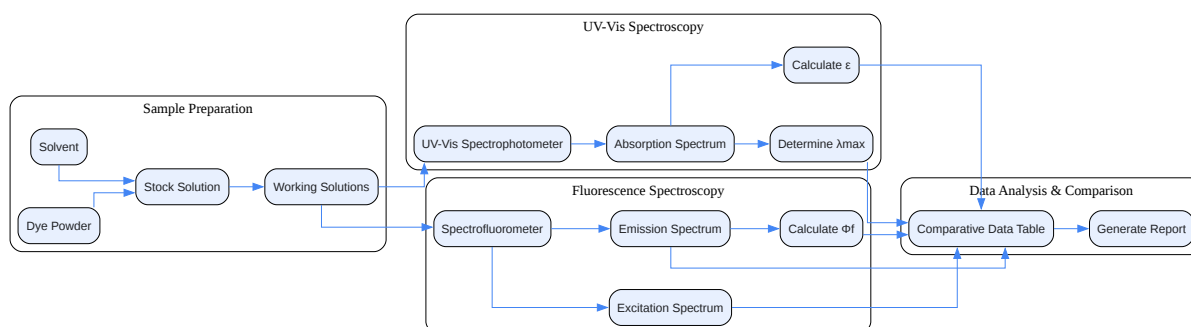 Sample Preparation
Solvent
Dye Powder
Stock Solution
Working Solutions
UV-Vis Spectroscopy
UV-Vis Spectrophotometer
Absorption Spectrum
Calculate ε
Determine λmax
Fluorescence Spectroscopy
Spectrofluorometer
Emission Spectrum
Calculate Φf
Excitation Spectrum
Data Analysis & Comparison
Comparative Data Table
Generate Report